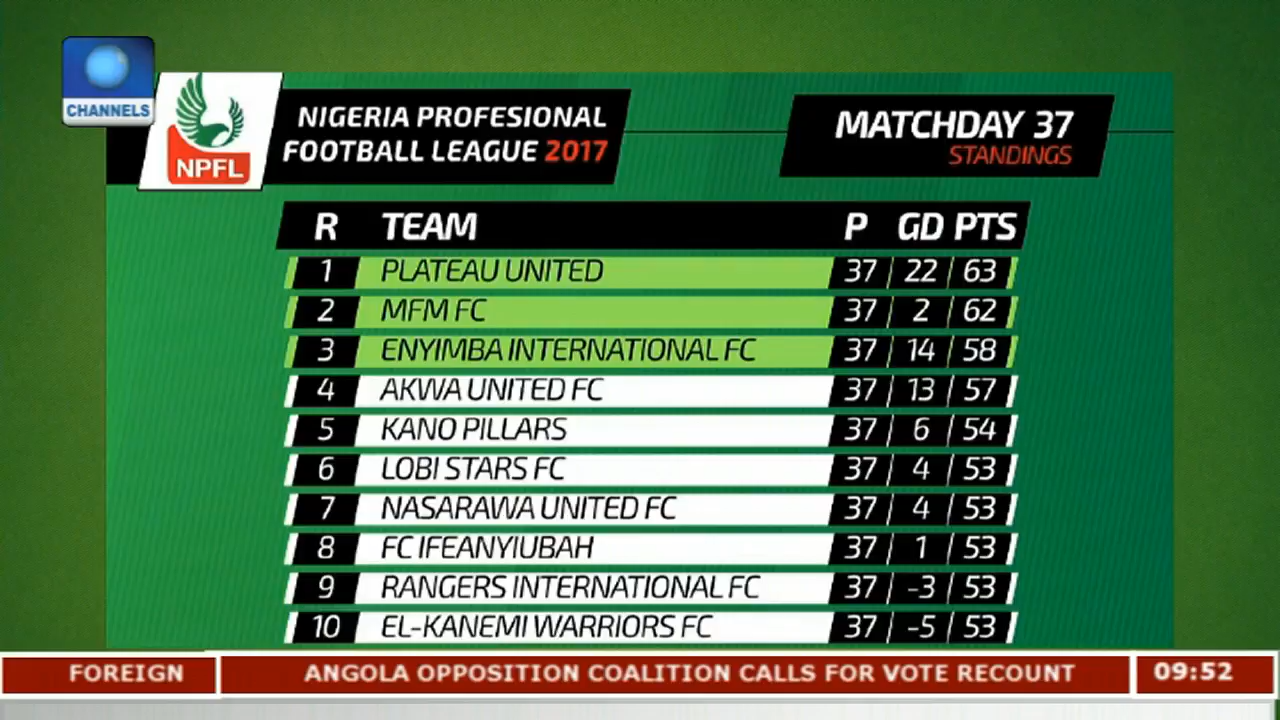 CHANNELS
NPFL
NIGERIA PROFESIONAL
FOOTBALL LEAGUE 2017
MATCHDAY 37
STANDINGS
R TEAM P GD PTS
1 PLATEAU UNITED 37 22 63
2 MFM FC 37 2 62
3 ENYIMBA INTERNATIONAL FC 37 14 58
4 AKWA UNITED FC 37 13 57
5 KANO PILLARS 37 6 54
6 LOBI STARS FC 37 4 53
7 NASARAWA UNITED FC 37 4 53
8 FC IFEANYIUBAH 37 1 53
9 RANGERS INTERNATIONAL FC 37 -3 53
10 EL-KANEMI WARRIORS FC 37 -5 53
FOREIGN ANGOLA OPPOSITION COALITION CALLS FOR VOTE RECOUNT 09:52